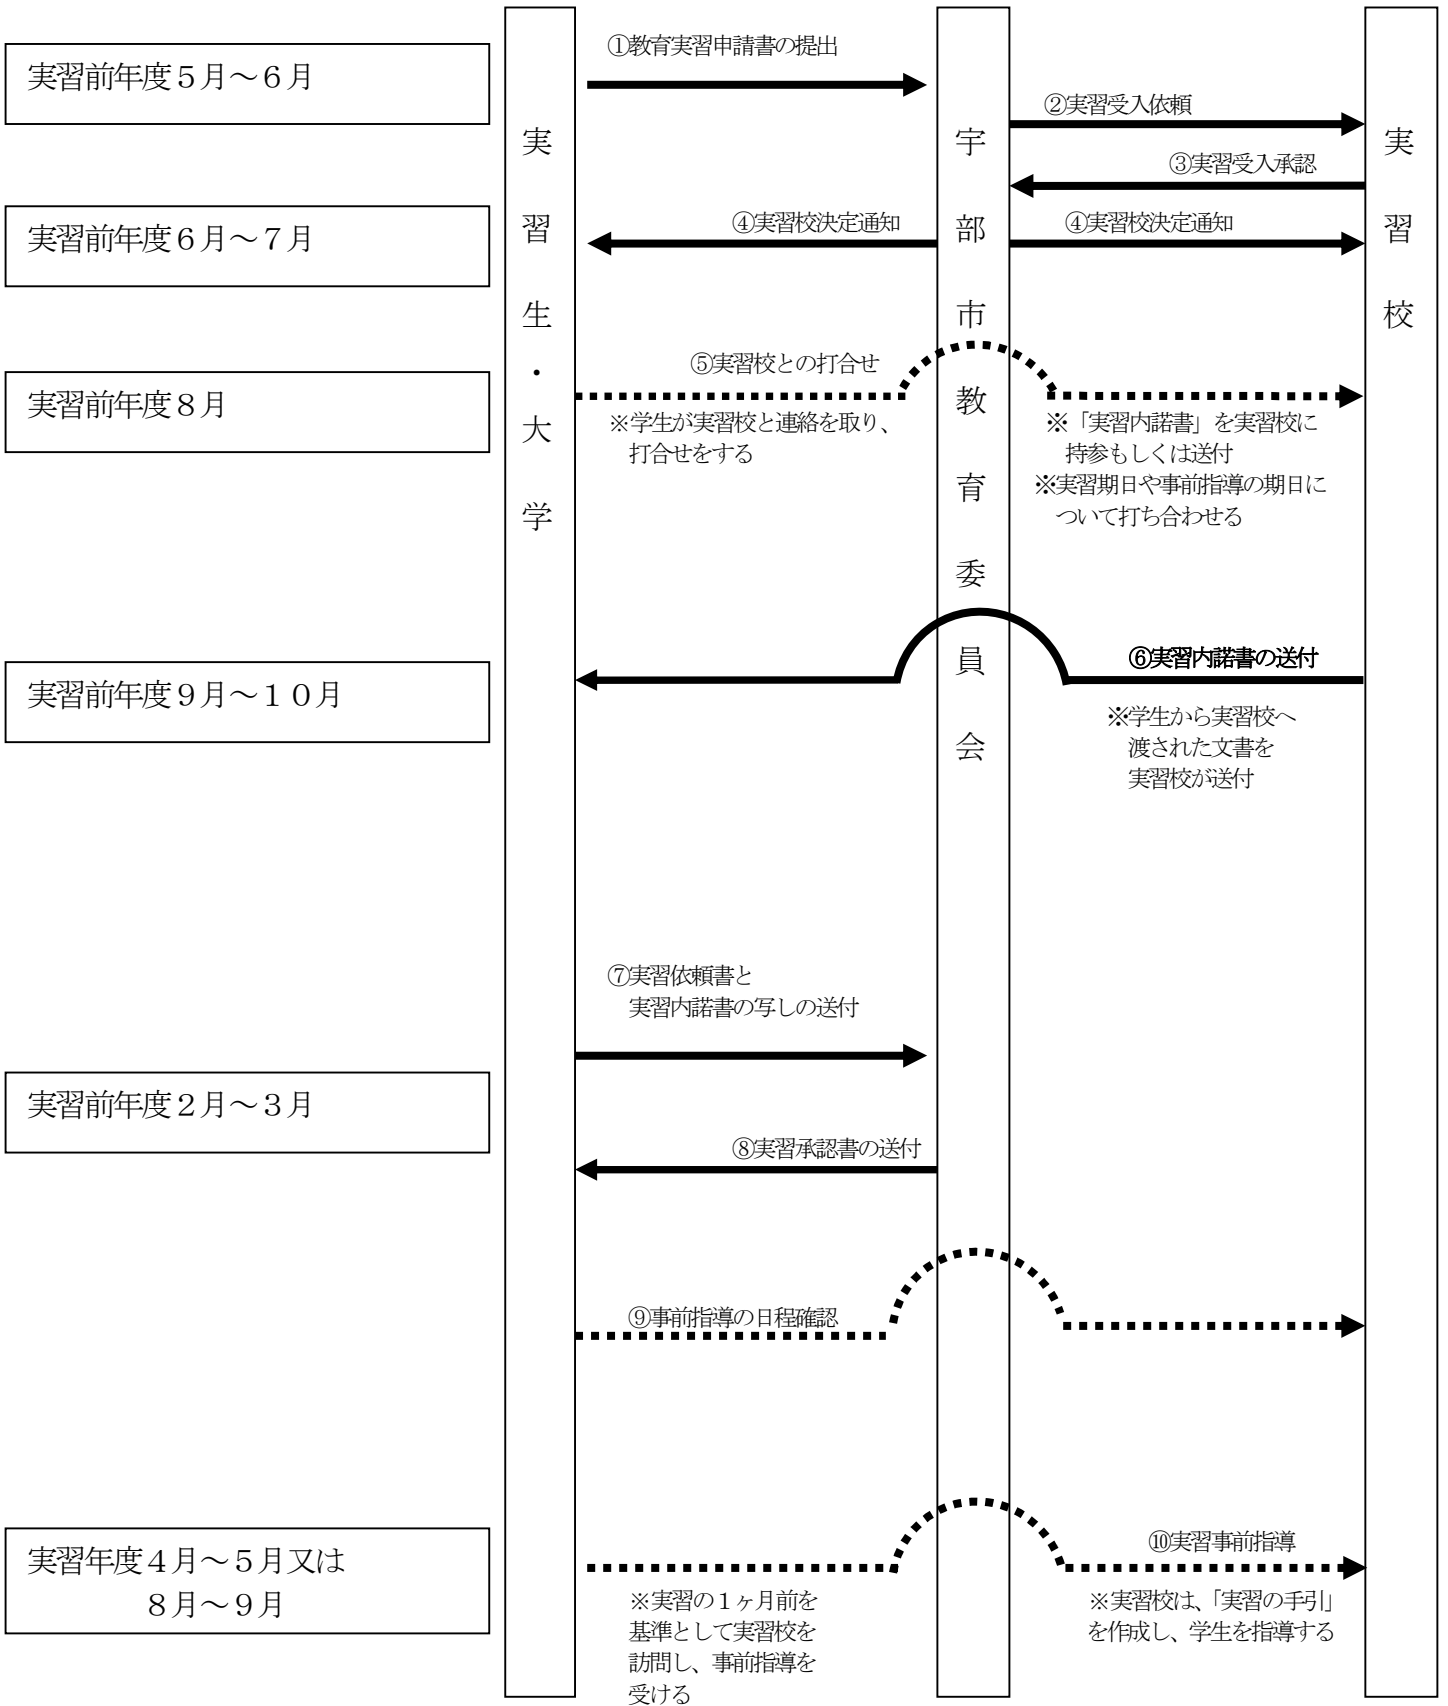 ①教育実習申請書の提出
実習前年度５月～６月
②実習受入依頼
③実習受入承認
実習前年度６月～７月
④実習校決定通知
④実習校決定通知
実習生・大学
宇部市教育委員会
実習校
⑤実習校との打合せ
実習前年度８月
※学生が実習校と連絡を取り、
打合せをする
※「実習内諾書」を実習校に
持参もしくは送付
※実習期日や事前指導の期日に
ついて打ち合わせる
⑥実習内諾書の送付
実習前年度９月～１０月
※学生から実習校へ
渡された文書を
実習校が送付
⑦実習依頼書と
実習内諾書の写しの送付
実習前年度２月～３月
⑧実習承認書の送付
⑨事前指導の日程確認
⑩実習事前指導
実習年度４月～５月又は
８月～９月
※実習の１ヶ月前を
基準として実習校を
訪問し、事前指導を
受ける
※実習校は、「実習の手引」
を作成し、学生を指導する